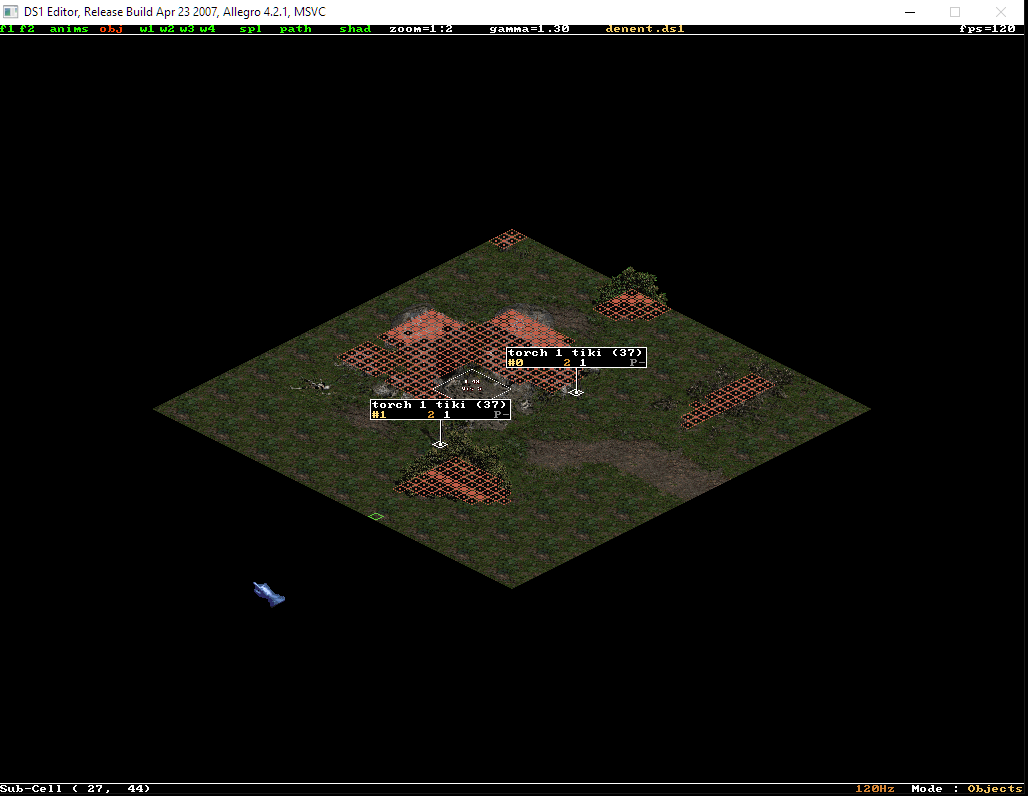 DS1 Editor, Release Build Apr 23 2007, Allegro 4.2.1, MSVC
f1 f2 anims obj w1 w2 w3 w4 spl path shad zoom=1:2 gamma=1.30 denent.ds1 fps=120
torch 1 tiki (37)
#0 2 1 P-
torch 1 tiki (37)
#1 2 1 P-
Sub-Cell ( 27, 44) 120Hz Mode : Objects